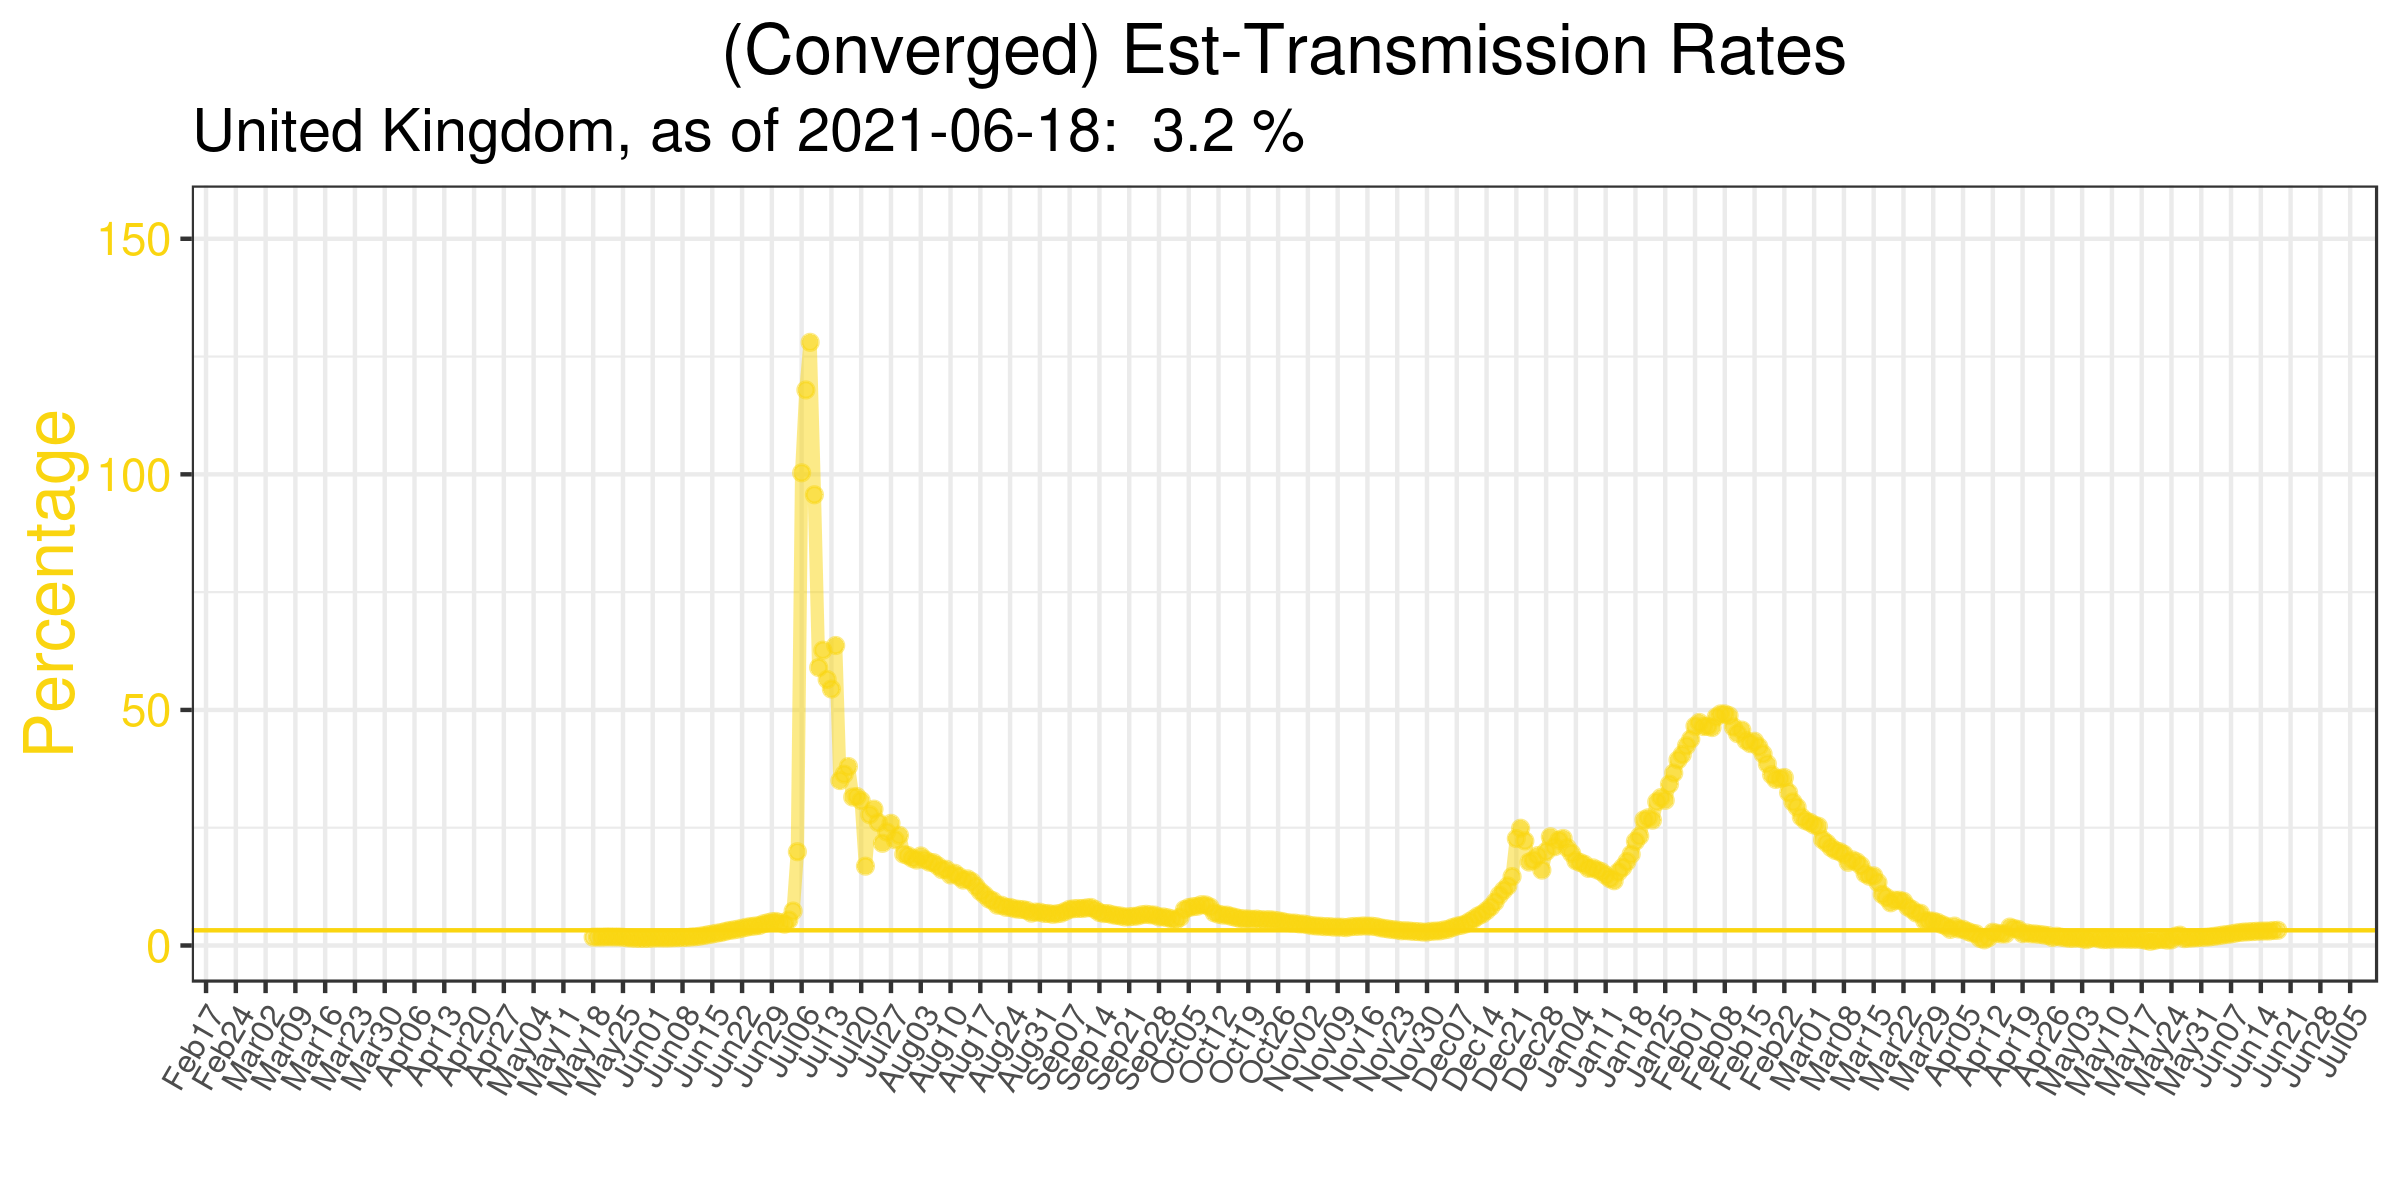 (Converged) Est-Transmission Rates
United Kingdom, as of 2021-06-18:  3.2 %
Percentage
150
100
50
0
Feb17
Feb24
Mar02
Mar09
Mar16
Mar23
Mar30
Apr06
Apr13
Apr20
Apr27
May04
May11
May18
May25
Jun01
Jun08
Jun15
Jun22
Jun29
Jul06
Jul13
Jul20
Jul27
Aug03
Aug10
Aug17
Aug24
Aug31
Sep07
Sep14
Sep21
Sep28
Oct05
Oct12
Oct19
Oct26
Nov02
Nov09
Nov16
Nov23
Nov30
Dec07
Dec14
Dec21
Dec28
Jan04
Jan11
Jan18
Jan25
Feb01
Feb08
Feb15
Feb22
Mar01
Mar08
Mar15
Mar22
Mar29
Apr05
Apr12
Apr19
Apr26
May03
May10
May17
May24
May31
Jun07
Jun14
Jun21
Jun28
Jul05